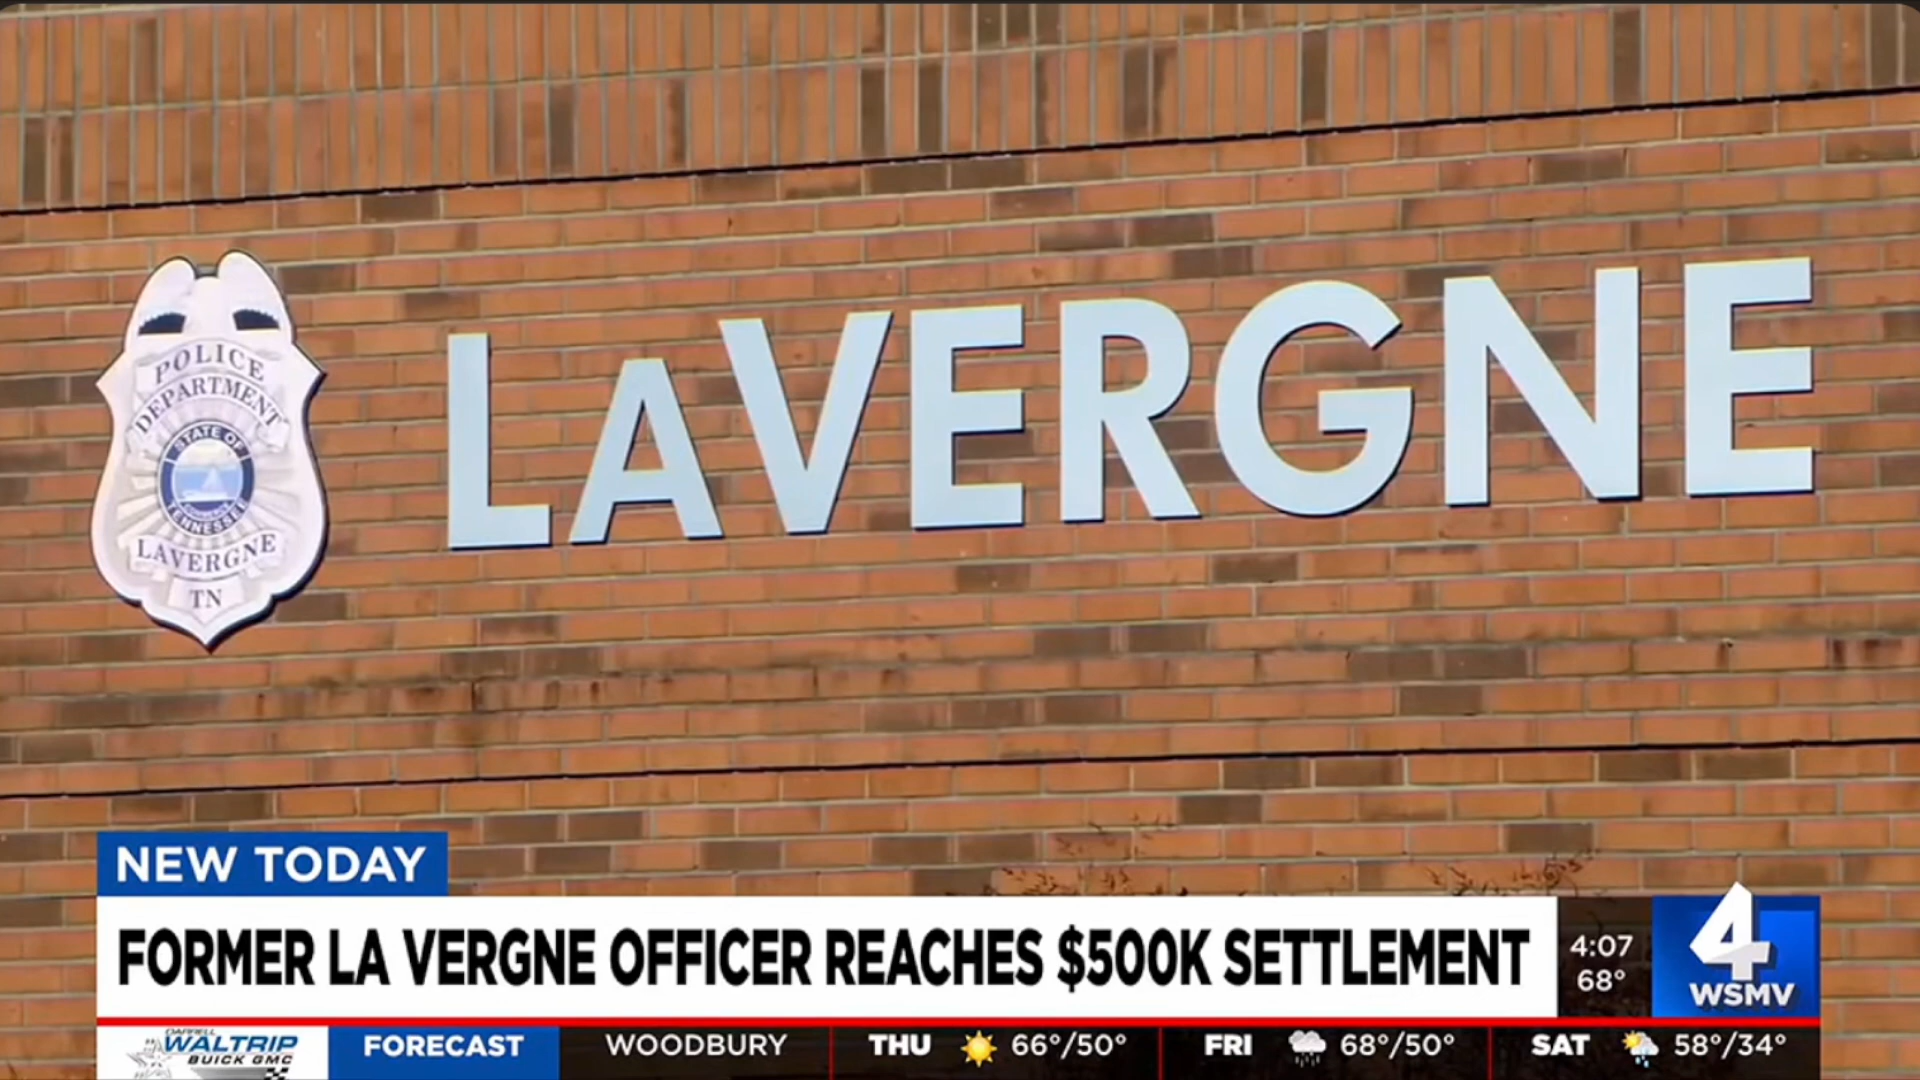 POLICE
DEPARTMENT
STATE OF
TENNESSEE
LAVERGNE
TN
LAVERGNE
NEW TODAY
FORMER LA VERGNE OFFICER REACHES $500K SETTLEMENT
4:07
68°
4
WSMV
DARRELL
WALTRIP
BUICK GMC
FORECAST
WOODBURY
THU 66°/50°
FRI 68°/50°
SAT 58°/34°